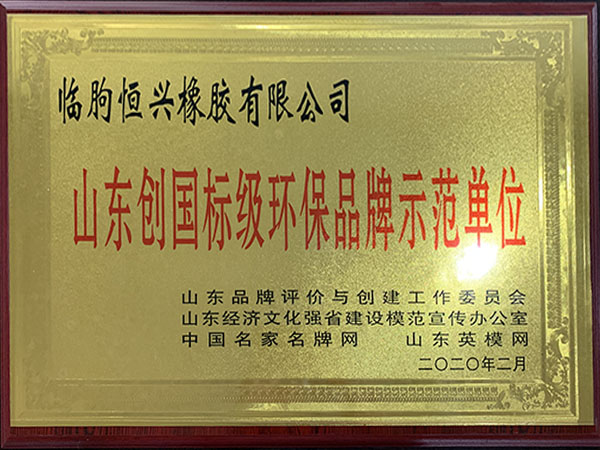 临朐恒兴橡胶有限公司
山东创国标级环保品牌示范单位
山东品牌评价与创建工作委员会
山东经济文化强省建设模范宣传办公室
中国名家名牌网 山东英模网
二〇二〇年二月